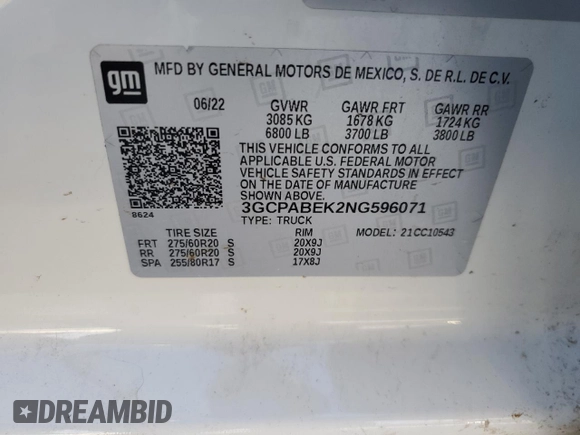 gm
MFD BY GENERAL MOTORS DE MEXICO, S. DE R.L. DE C.V.
06/22 GVWR GAWR FRT GAWR RR
3085 KG 1678 KG 1724 KG
6800 LB 3700 LB 3800 LB
THIS VEHICLE CONFORMS TO ALL
APPLICABLE U.S. FEDERAL MOTOR
VEHICLE SAFETY STANDARDS IN EFFECT
ON THE DATE OF MANUFACTURE
SHOWN ABOVE.
8624
3GCPABEK2NG596071
TYPE: TRUCK
TIRE SIZE RIM MODEL: 21CC10543
FRT 275/60R20 S 20X9J
RR 275/60R20 S 20X9J
SPA 255/80R17 S 17X8J
DREAMBID